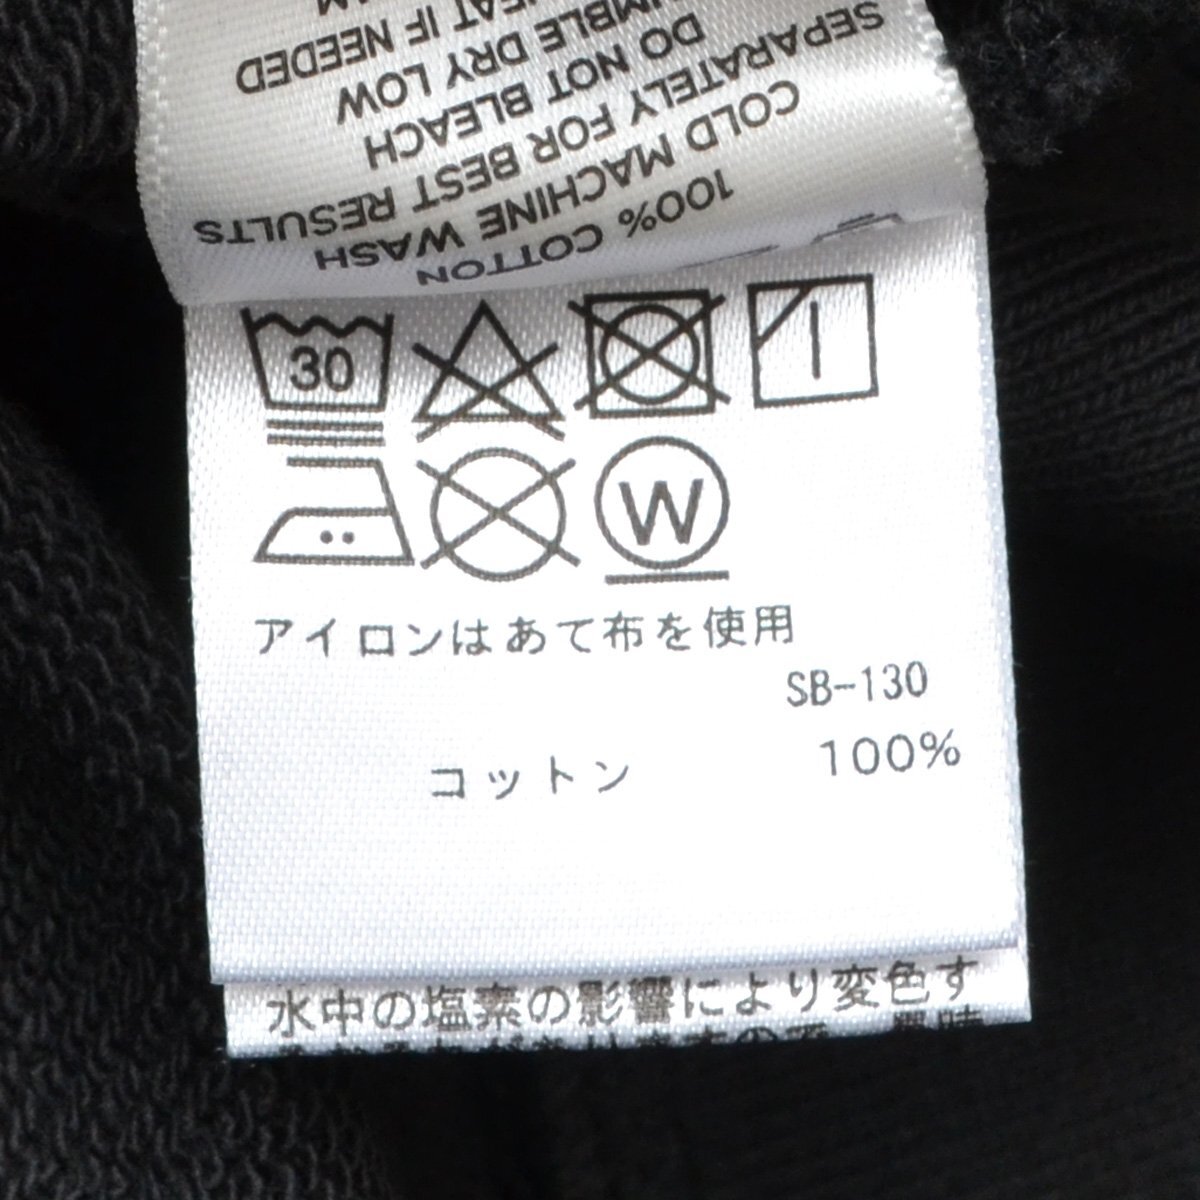 100% COTTON
COLD MACHINE WASH
SEPARATELY FOR BEST RESULTS
DO NOT BLEACH
TUMBLE DRY LOW
HEAT IF NEEDED
30
W
アイロンはあて布を使用
SB-130
コットン 100%
水中の塩素の影響により変色す